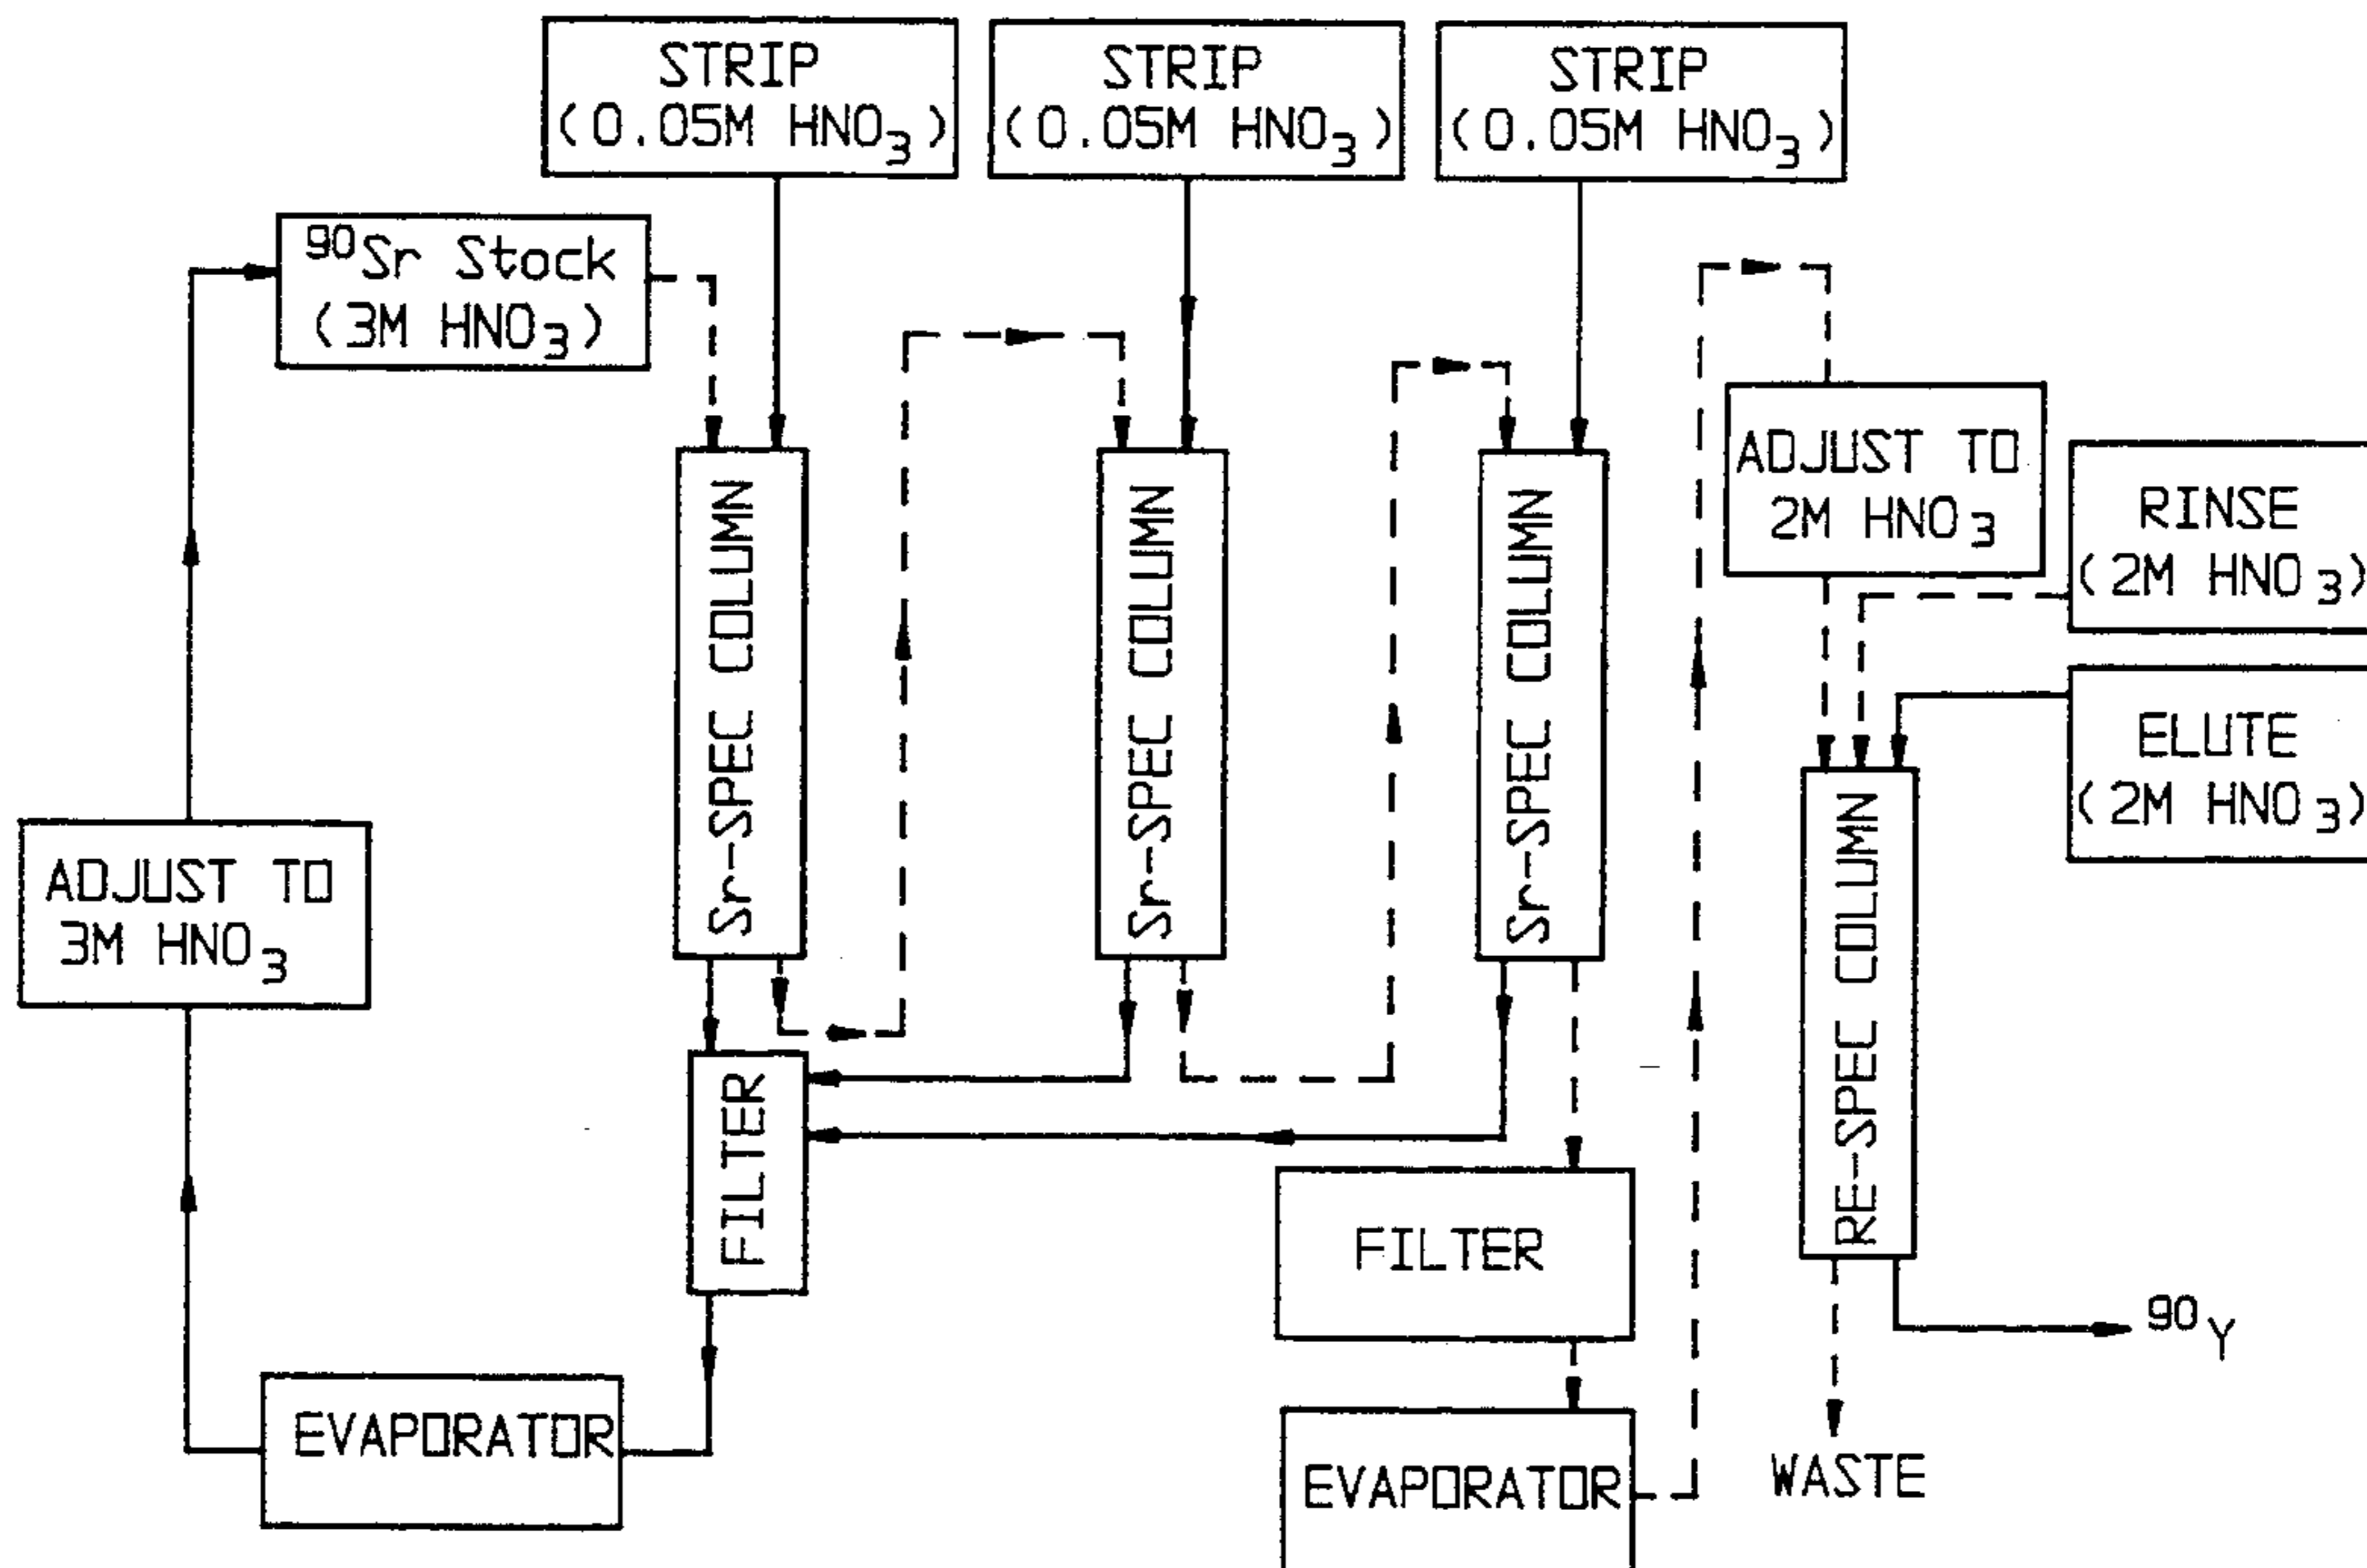 STRIP
(0.05M HNO₃)
STRIP
(0.05M HNO₃)
STRIP
(0.05M HNO₃)
⁹⁰Sr Stock
(3M HNO₃)
ADJUST TO
2M HNO₃
RINSE
(2M HNO₃)
ELUTE
(2M HNO₃)
Sr-SPEC COLUMN
Sr-SPEC COLUMN
Sr-SPEC COLUMN
RE-SPEC COLUMN
ADJUST TO
3M HNO₃
FILTER
FILTER
EVAPORATOR
EVAPORATOR
⁹⁰Y
WASTE